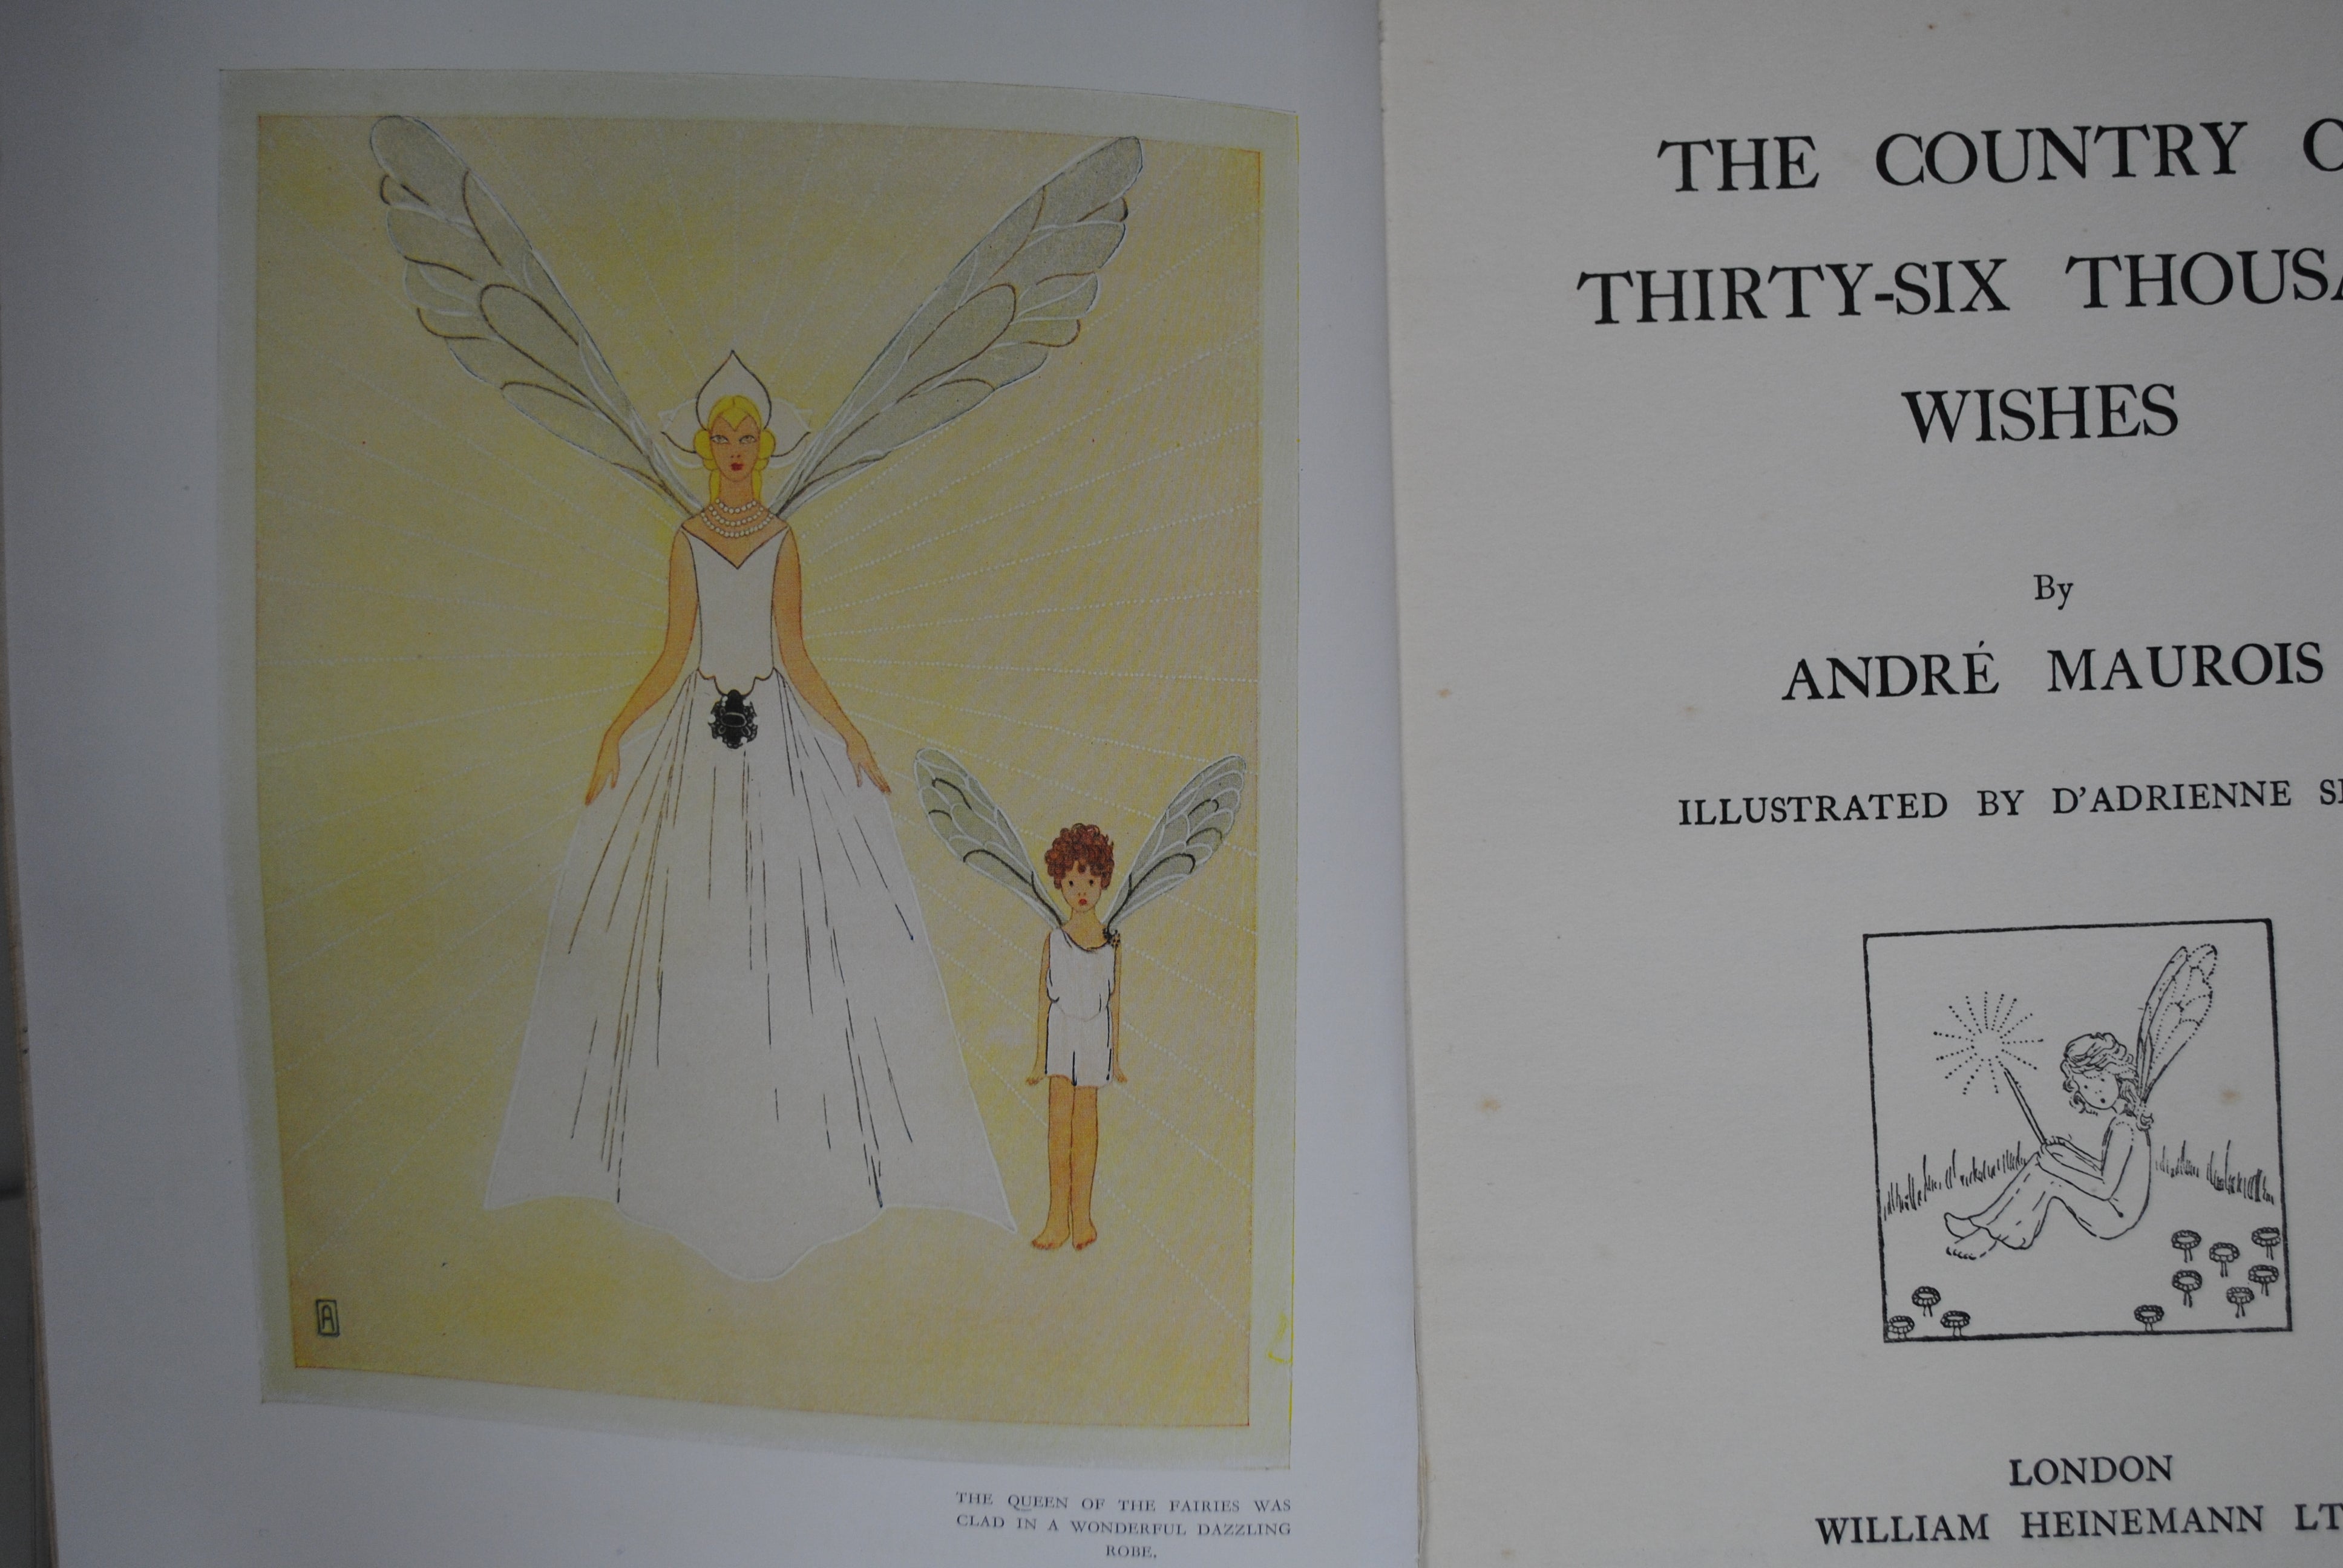 A
THE QUEEN OF THE FAIRIES WAS
CLAD IN A WONDERFUL DAZZLING
ROBE.
THE COUNTRY
THIRTY-SIX
WISHES
By
ANDRÉ MAUROIS
ILLUSTRATED BY D'ADRIENNE
LONDON
WILLIAM HEINEMANN